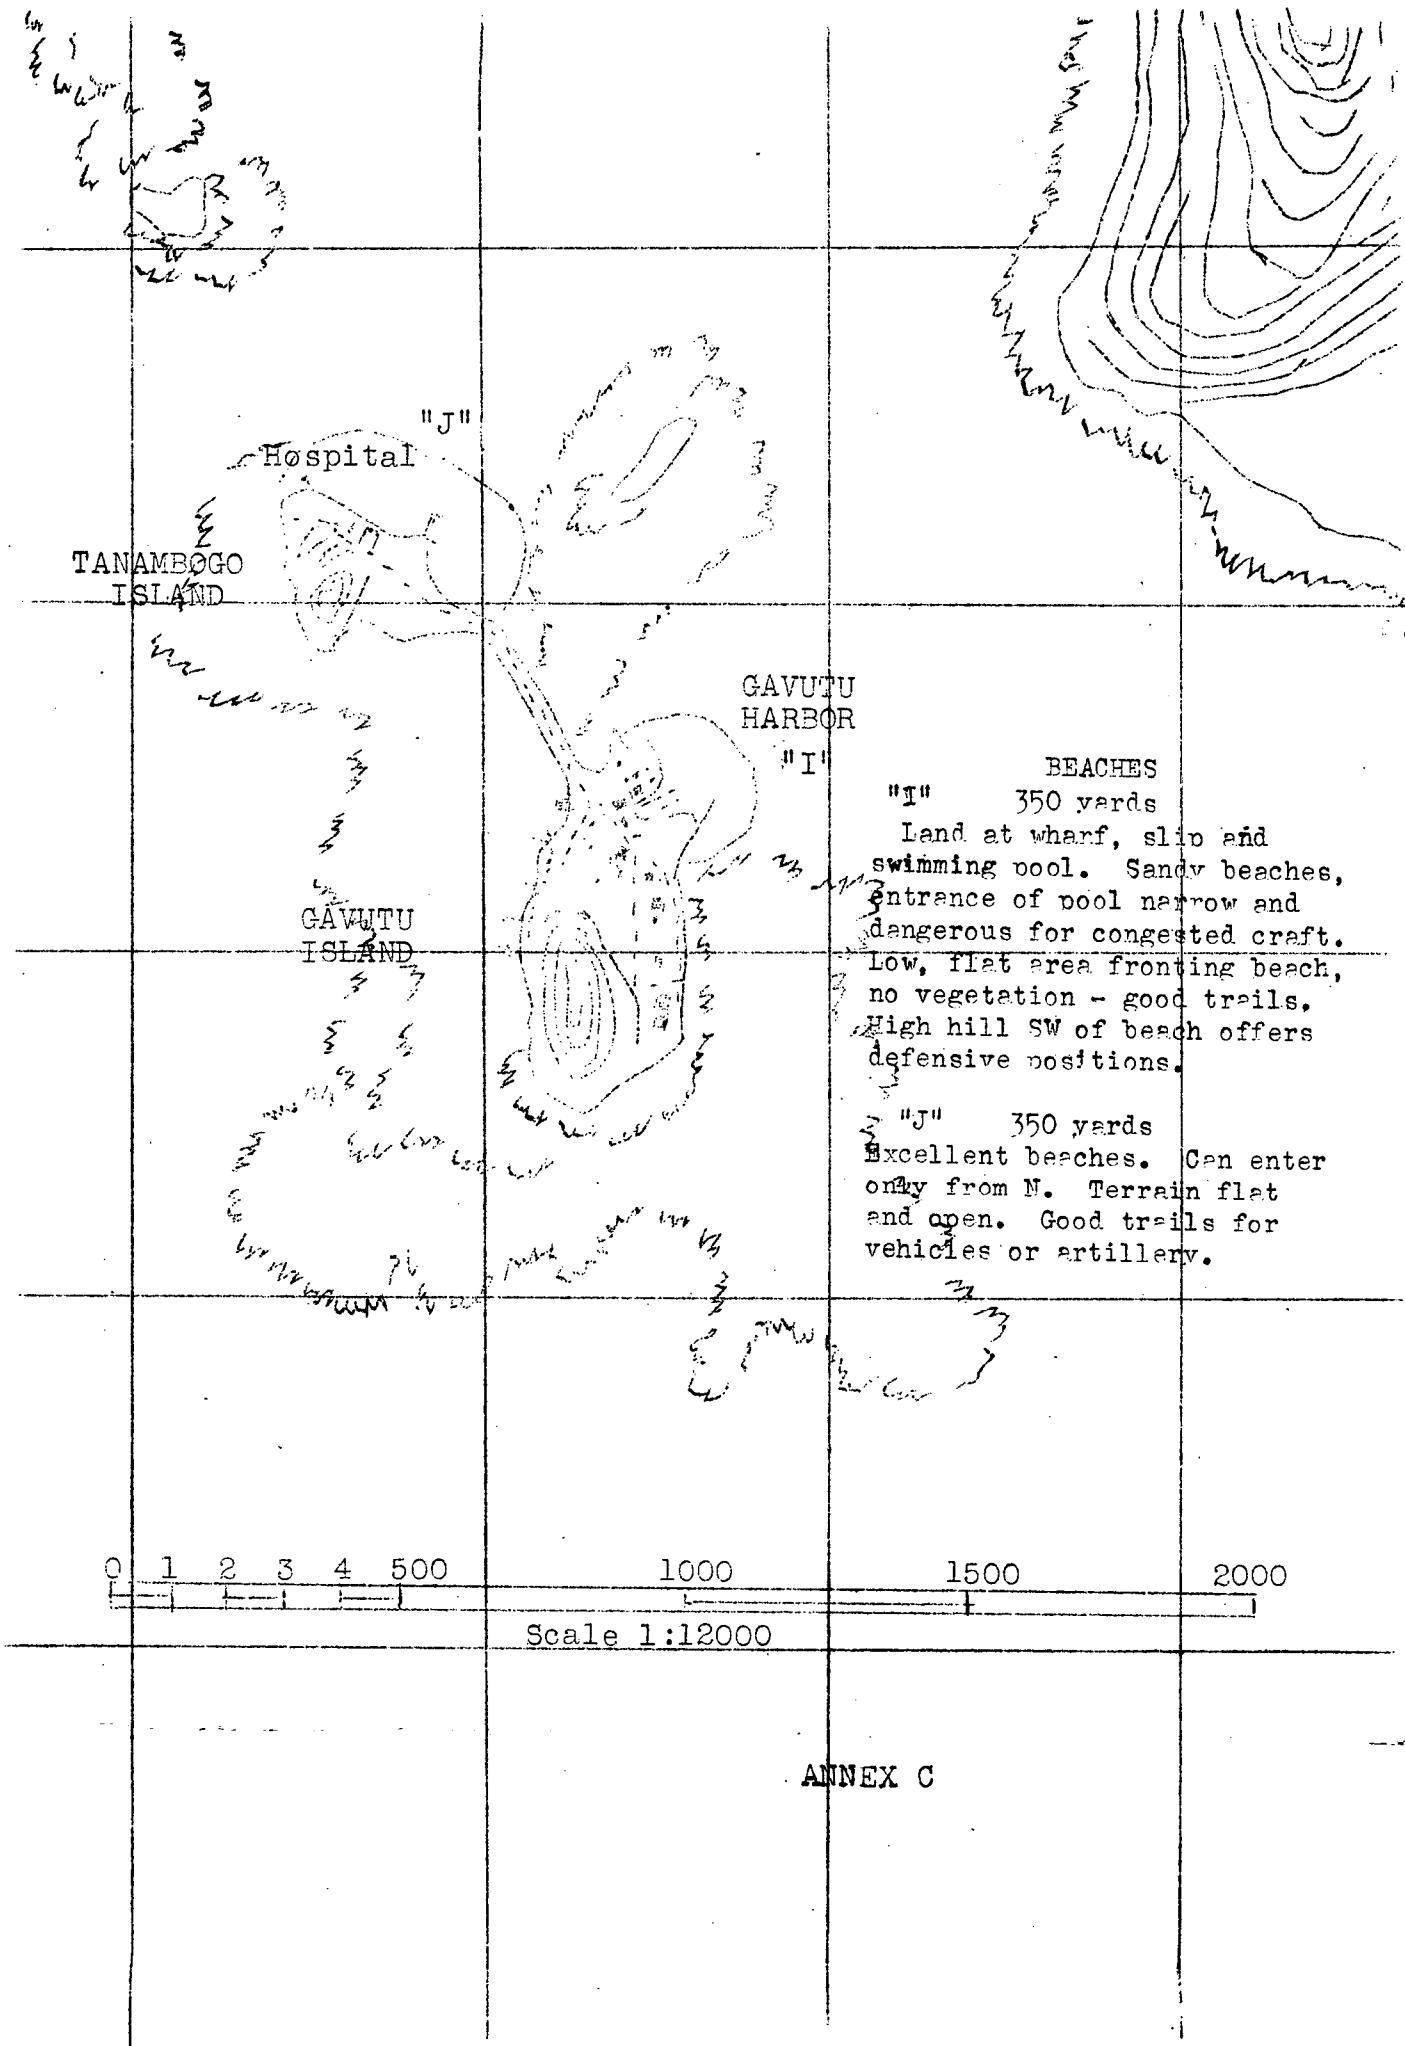 "J"
Hospital
TANAMBOGO
ISLAND
GAVUTU
HARBOR
"I"
GAVUTU
ISLAND
BEACHES
"I" 350 yards
Land at wharf, slip and
swimming pool. Sandy beaches,
entrance of pool narrow and
dangerous for congested craft.
Low, flat area fronting beach,
no vegetation - good trails.
High hill SW of beach offers
defensive positions.
"J" 350 yards
Excellent beaches. Can enter
only from N. Terrain flat
and open. Good trails for
vehicles or artillery.
0 1 2 3 4 500 1000 1500 2000
Scale 1:12000
ANNEX C